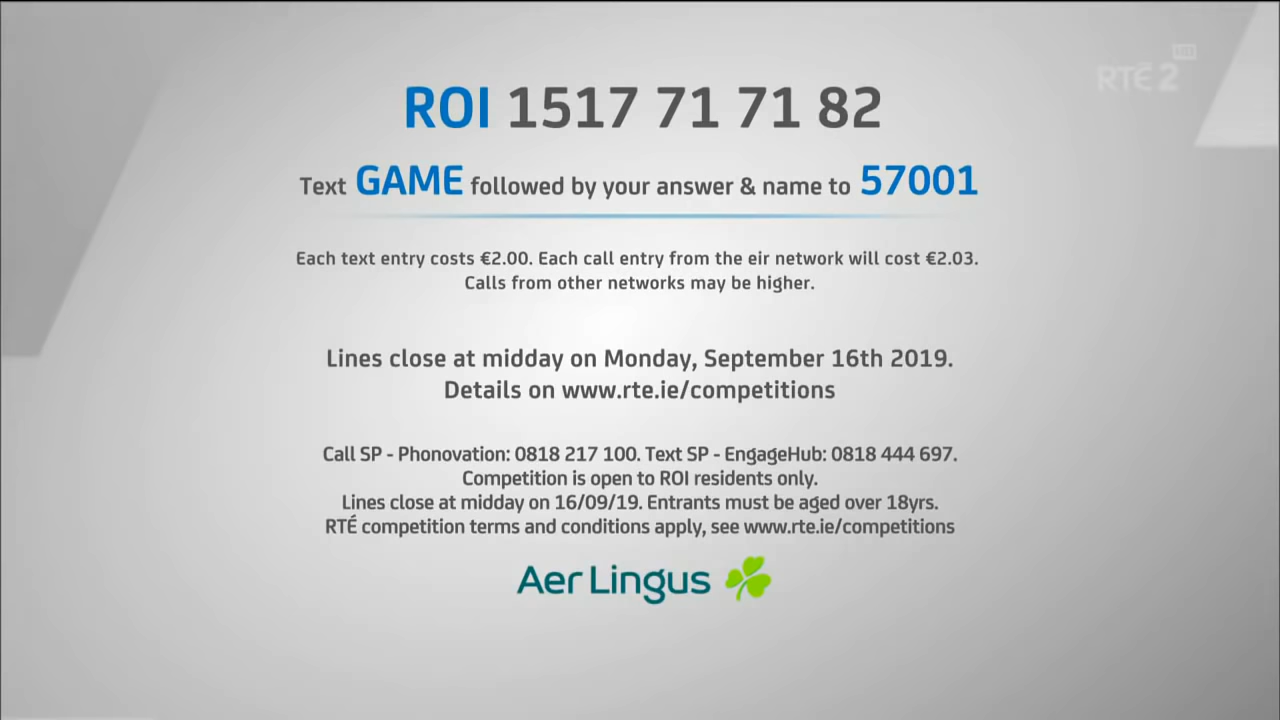 RTÉ 2 HD
ROI 1517 71 71 82
Text GAME followed by your answer & name to 57001
Each text entry costs €2.00. Each call entry from the eir network will cost €2.03.
Calls from other networks may be higher.
Lines close at midday on Monday, September 16th 2019.
Details on www.rte.ie/competitions
Call SP - Phonovation: 0818 217 100. Text SP - EngageHub: 0818 444 697.
Competition is open to ROI residents only.
Lines close at midday on 16/09/19. Entrants must be aged over 18yrs.
RTÉ competition terms and conditions apply, see www.rte.ie/competitions
Aer Lingus